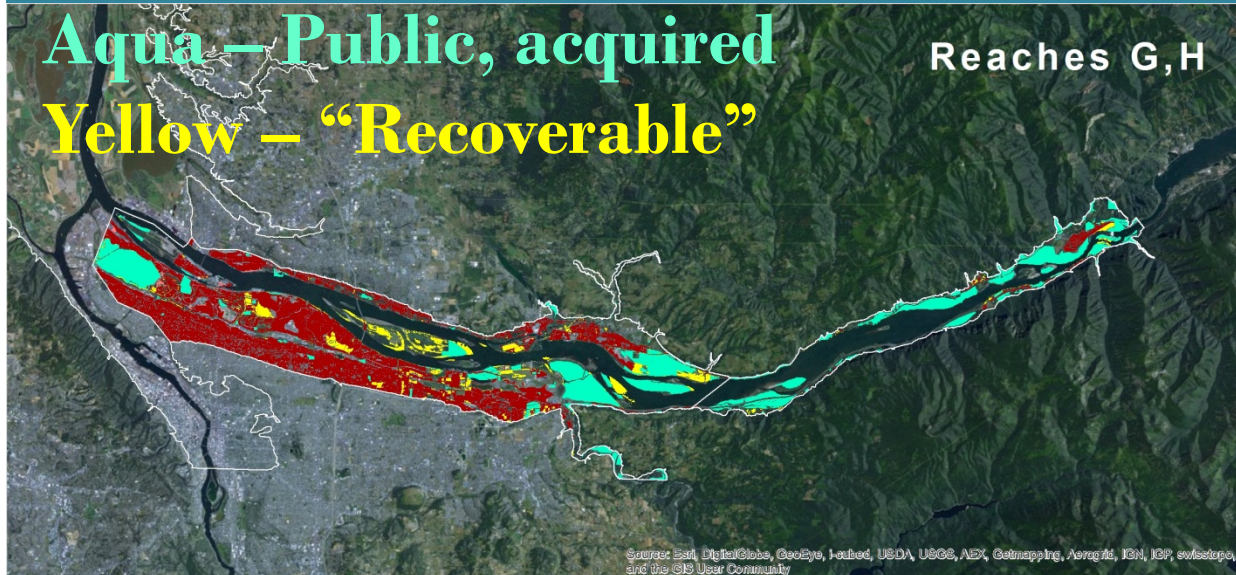 Aqua – Public, acquired
Reaches G,H
Yellow – “Recoverable”
Source: Esri, DigitalGlobe, GeoEye, i-cubed, USDA, USGS, AEX, Getmapping, Aerogrid, IGN, IGP, swisstopo,
and the GIS User Community